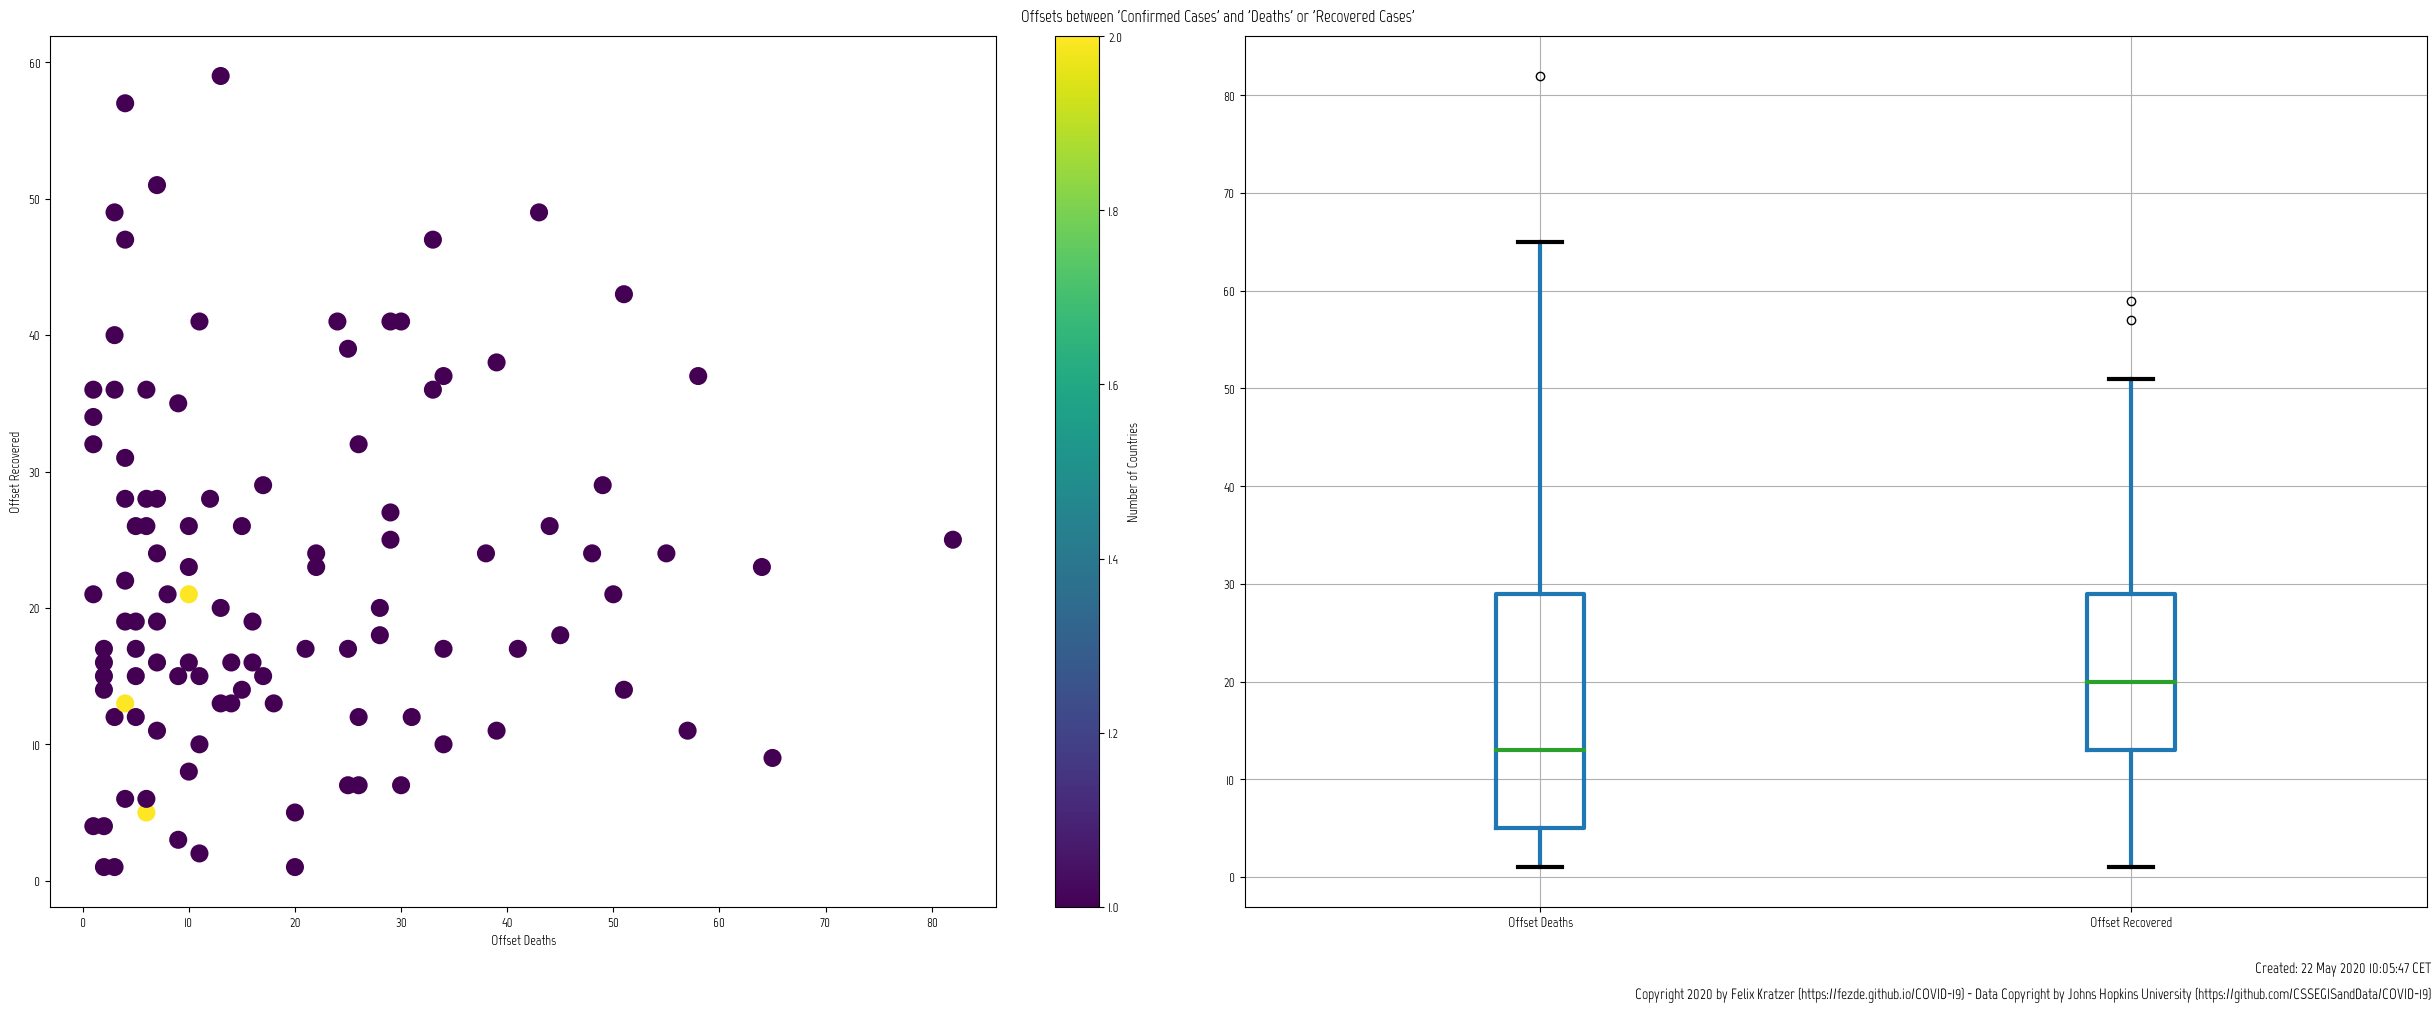 Offsets between 'Confirmed Cases' and 'Deaths' or 'Recovered Cases'
60
50
40
30
20
10
0
Offset Recovered
0 10 20 30 40 50 60 70 80
Offset Deaths
2.0
1.8
1.6
1.4
1.2
1.0
Number of Countries
80
70
60
50
40
30
20
10
0
Offset Deaths Offset Recovered
Created: 22 May 2020 10:05:47 CET
Copyright 2020 by Felix Kratzer (https://fezde.github.io/COVID-19) - Data Copyright by Johns Hopkins University (https://github.com/CSSEGISandData/COVID-19)